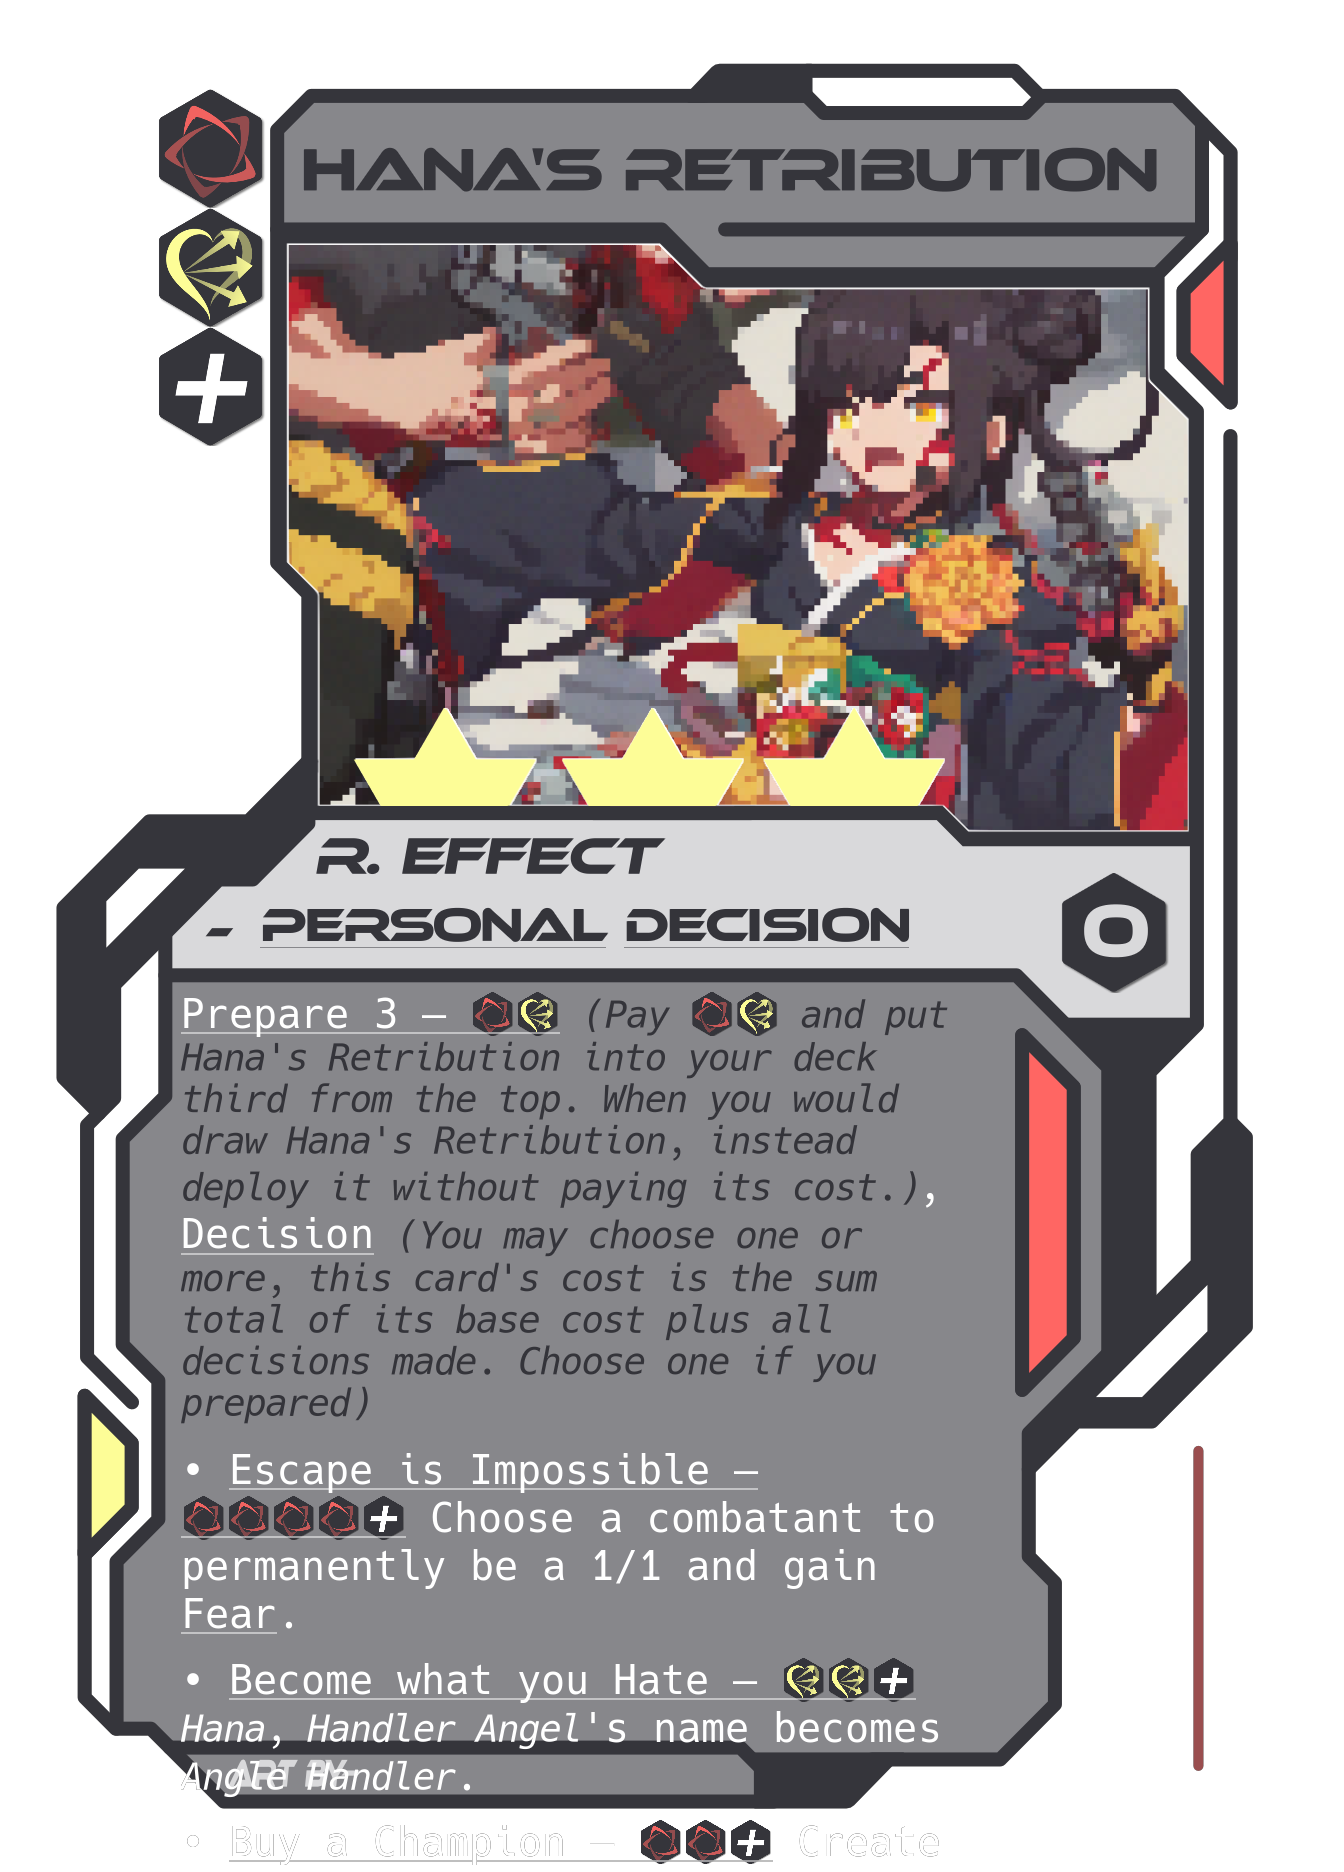 HANA'S RETRIBUTION
R. EFFECT
- PERSONAL DECISION
0
Prepare 3 — (Pay and put
Hana's Retribution into your deck
third from the top. When you would
draw Hana's Retribution, instead
deploy it without paying its cost.),
Decision (You may choose one or
more, this card's cost is the sum
total of its base cost plus all
decisions made. Choose one if you
prepared)
• Escape is Impossible —
+ Choose a combatant to
permanently be a 1/1 and gain
Fear.
• Become what you Hate — +
Hana, Handler Angel's name becomes
Angle Handler.
ART BY-
• Buy a Champion — + Create